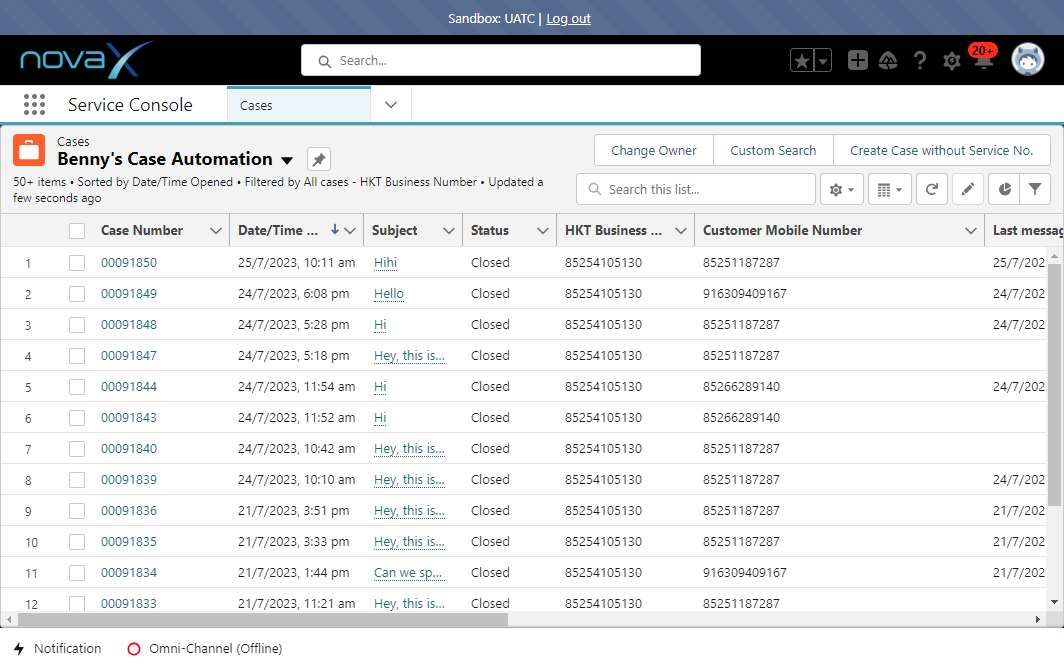 Sandbox: UATC | Log out
novaX
Search...
20+
Service Console
Cases
Cases
Benny's Case Automation
Change Owner
Custom Search
Create Case without Service No.
50+ items • Sorted by Date/Time Opened • Filtered by All cases - HKT Business Number • Updated a
few seconds ago
Search this list...
Case Number Date/Time ... Subject Status HKT Business ... Customer Mobile Number Last messag
1 00091850 25/7/2023, 10:11 am Hihi Closed 85254105130 85251187287 25/7/202
2 00091849 24/7/2023, 6:08 pm Hello Closed 85254105130 916309409167 24/7/202
3 00091848 24/7/2023, 5:28 pm Hi Closed 85254105130 85251187287 24/7/202
4 00091847 24/7/2023, 5:18 pm Hey, this is... Closed 85254105130 85251187287
5 00091844 24/7/2023, 11:54 am Hi Closed 85254105130 85266289140 24/7/202
6 00091843 24/7/2023, 11:52 am Hi Closed 85254105130 85266289140
7 00091840 24/7/2023, 10:42 am Hey, this is... Closed 85254105130 85251187287
8 00091839 24/7/2023, 10:10 am Hey, this is... Closed 85254105130 85251187287 24/7/202
9 00091836 21/7/2023, 3:51 pm Hey, this is... Closed 85254105130 85251187287 21/7/202
10 00091835 21/7/2023, 3:33 pm Hey, this is... Closed 85254105130 85251187287 21/7/202
11 00091834 21/7/2023, 1:44 pm Can we sp... Closed 85254105130 916309409167 21/7/202
12 00091833 21/7/2023, 11:21 am Hey, this is... Closed 85254105130 85251187287
Notification
Omni-Channel (Offline)